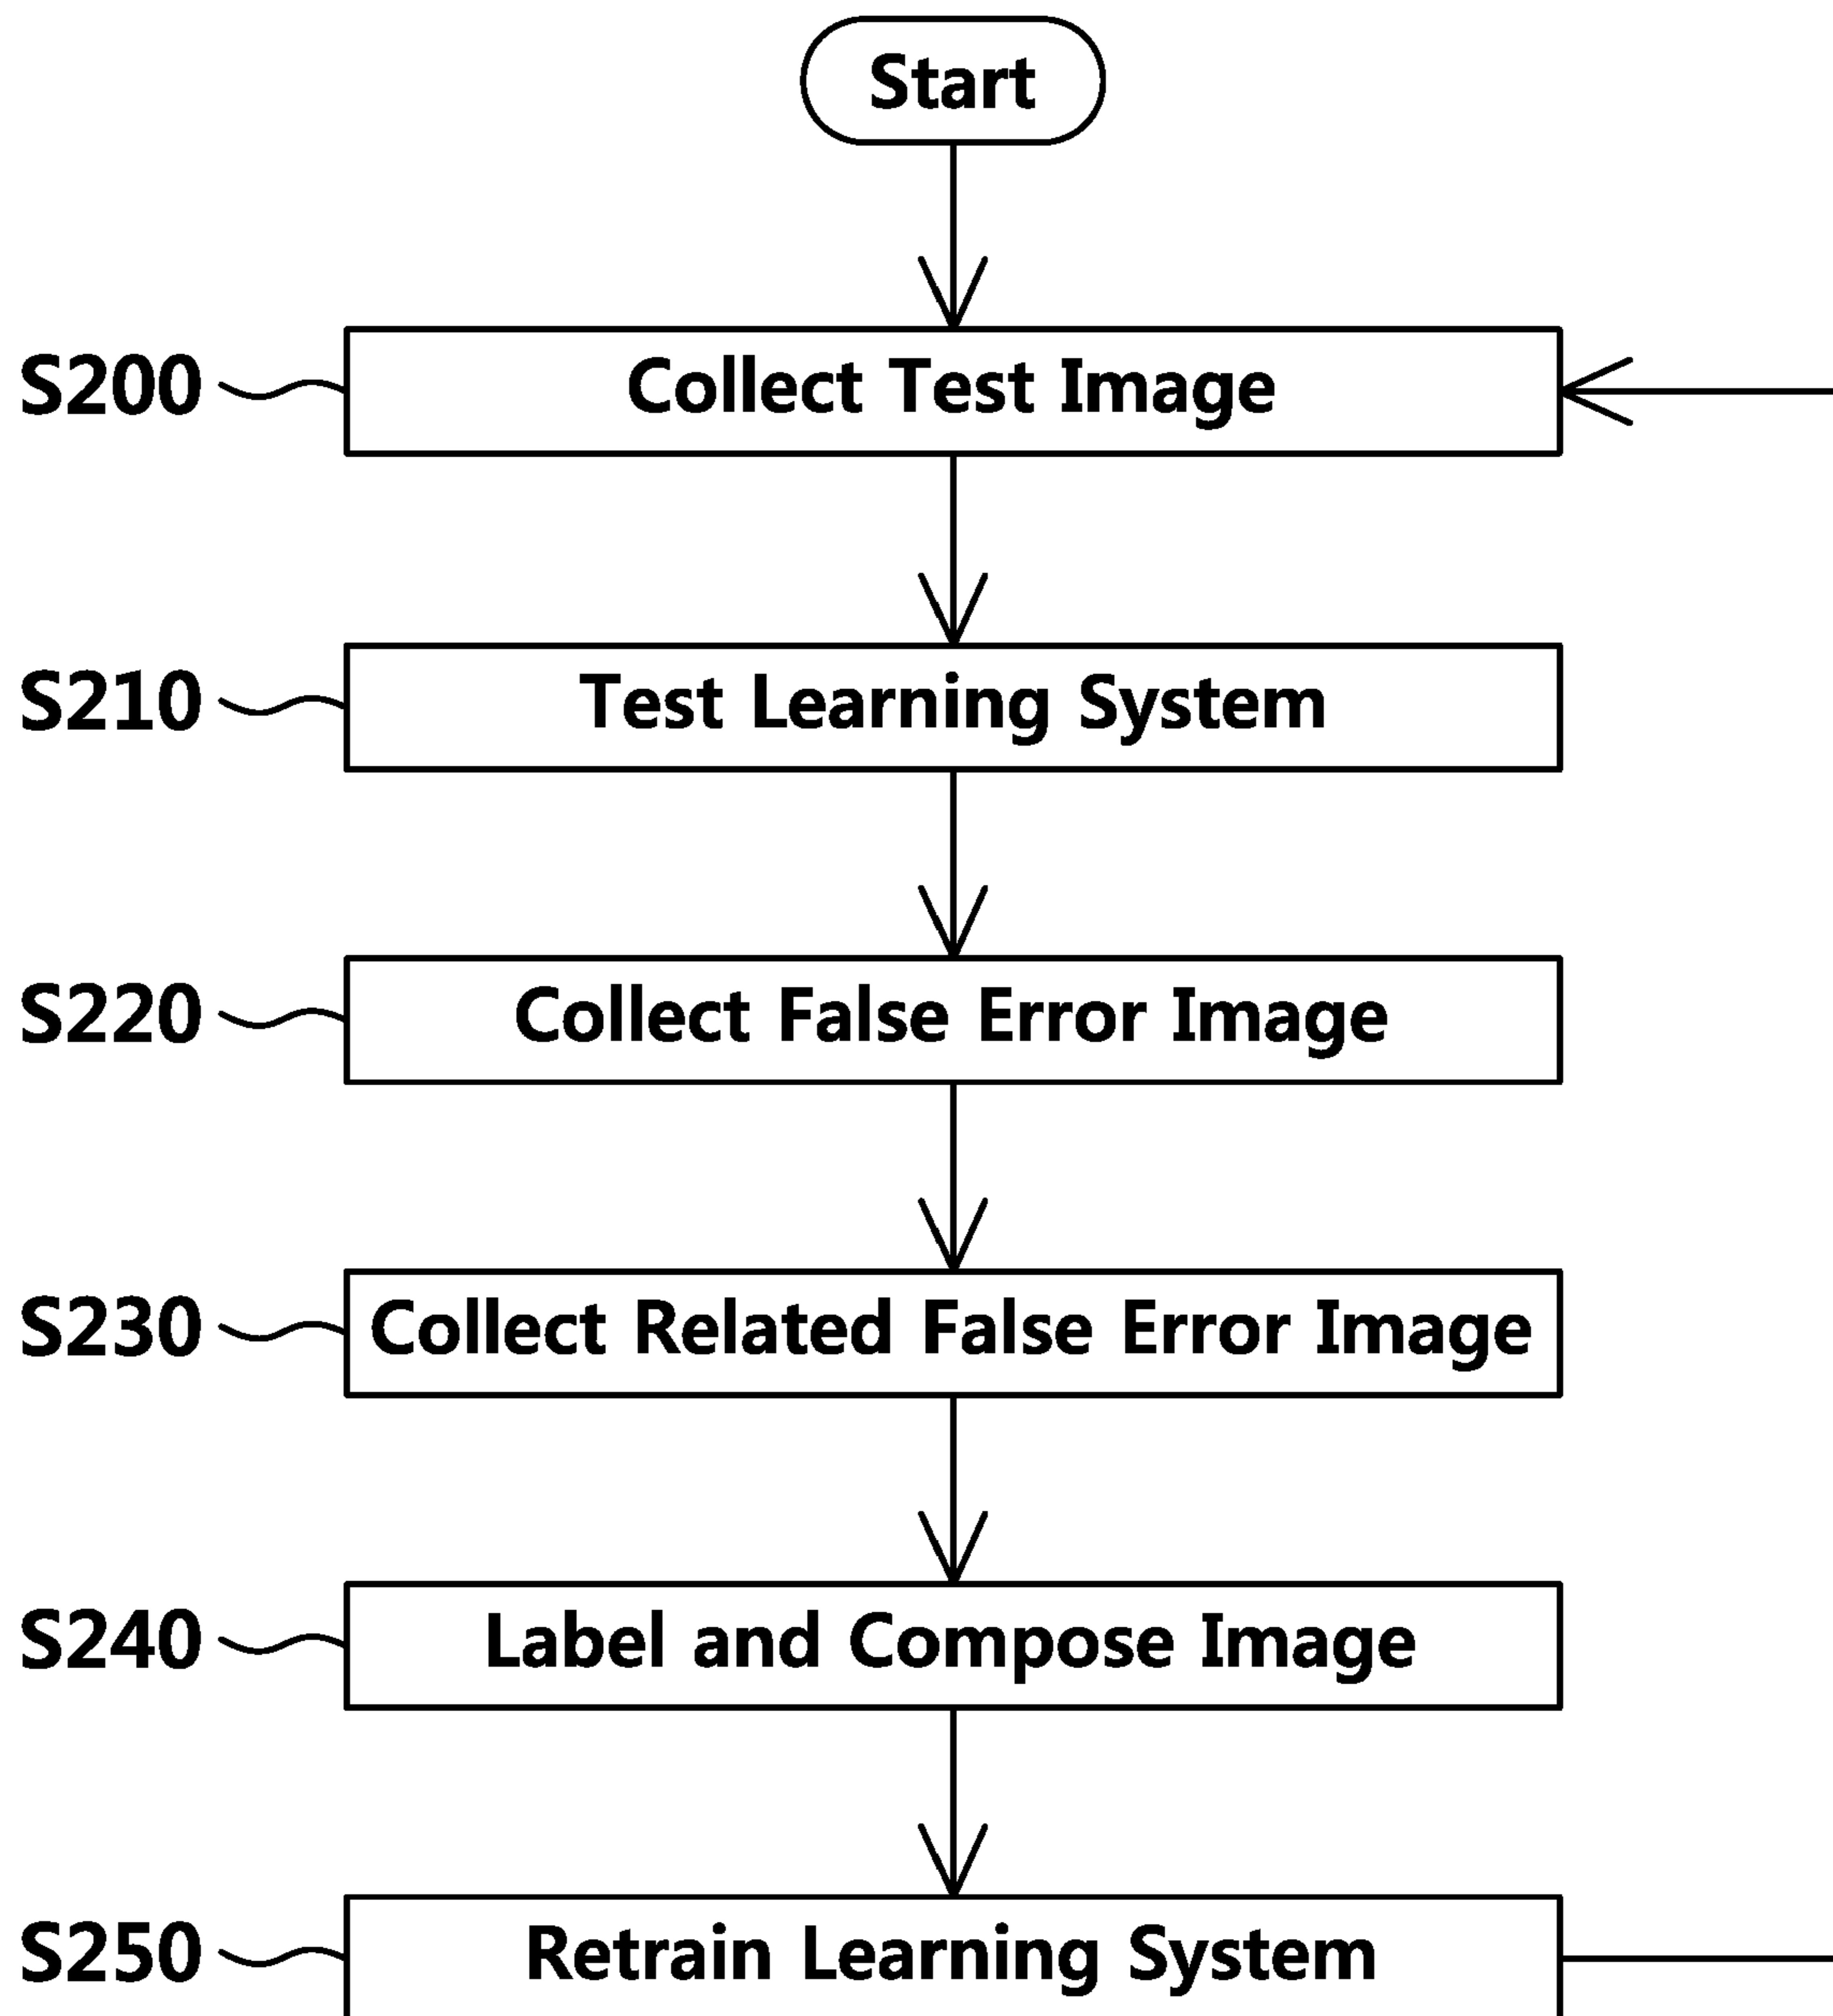 Start
S200 Collect Test Image
S210 Test Learning System
S220 Collect False Error Image
S230 Collect Related False Error Image
S240 Label and Compose Image
S250 Retrain Learning System